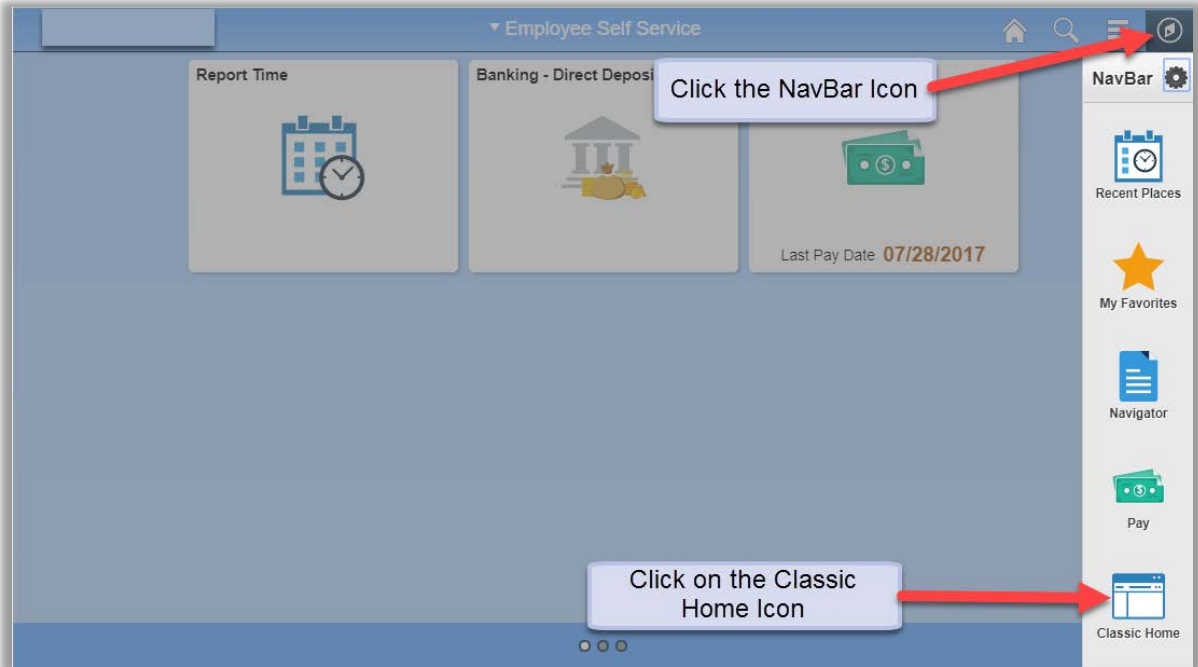 Employee Self Service
Report Time
Banking - Direct Deposi
Click the NavBar Icon
NavBar
Recent Places
Last Pay Date 07/28/2017
My Favorites
Navigator
Pay
Click on the Classic
Home Icon
Classic Home